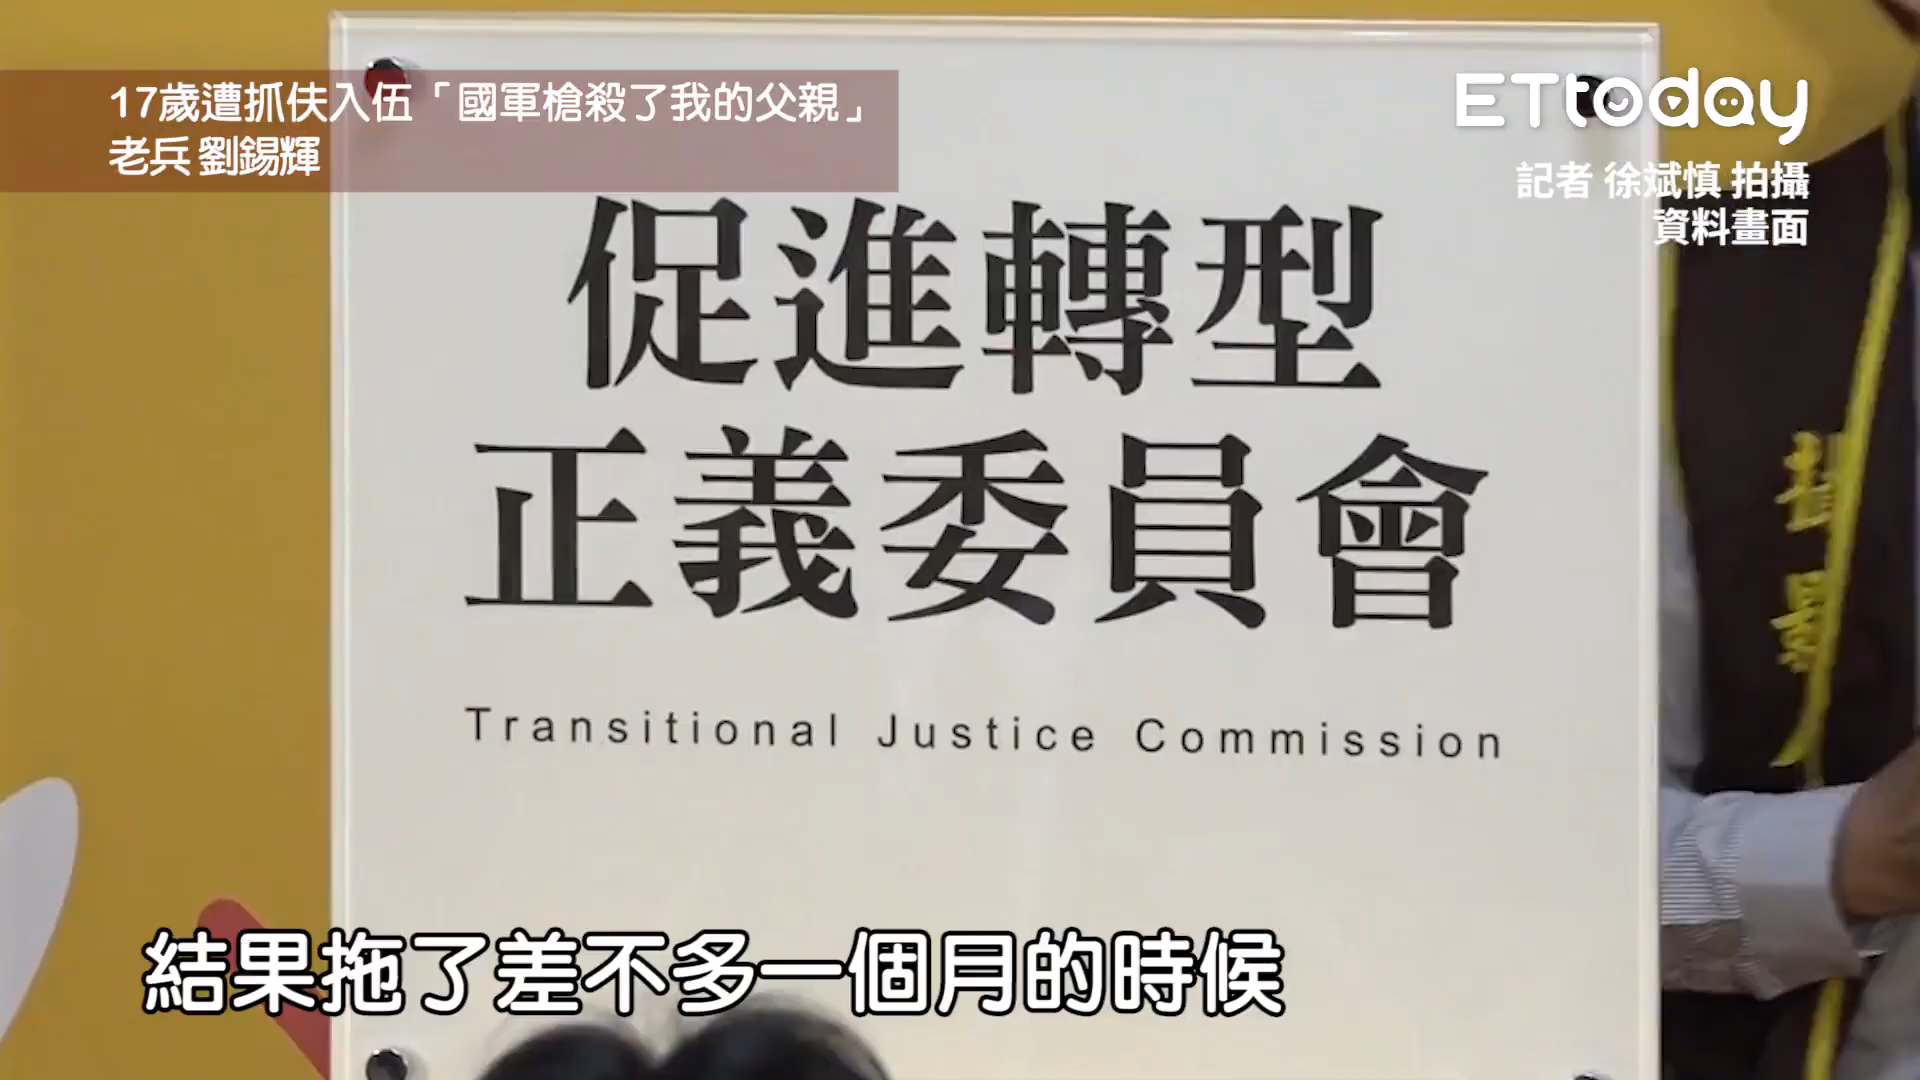 17歲遭抓伕入伍「國軍槍殺了我的父親」
老兵 劉錫輝
ETtoday
記者 徐斌慎 拍攝
資料畫面
促進轉型
正義委員會
Transitional Justice Commission
結果拖了差不多一個月的時候